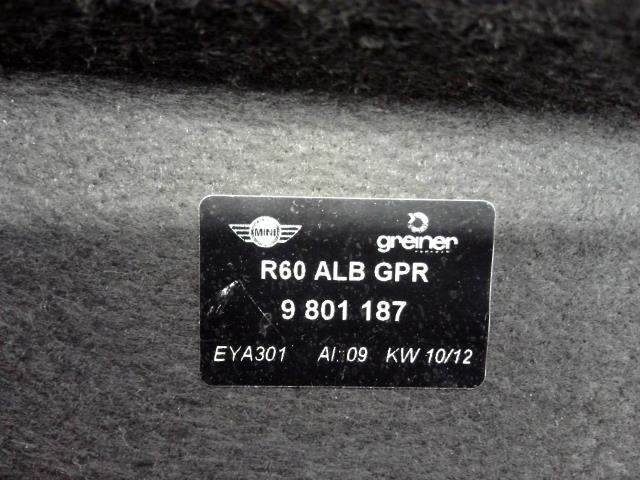 MINI greiner
R60 ALB GPR
9 801 187
EYA301 AI: 09 KW 10/12